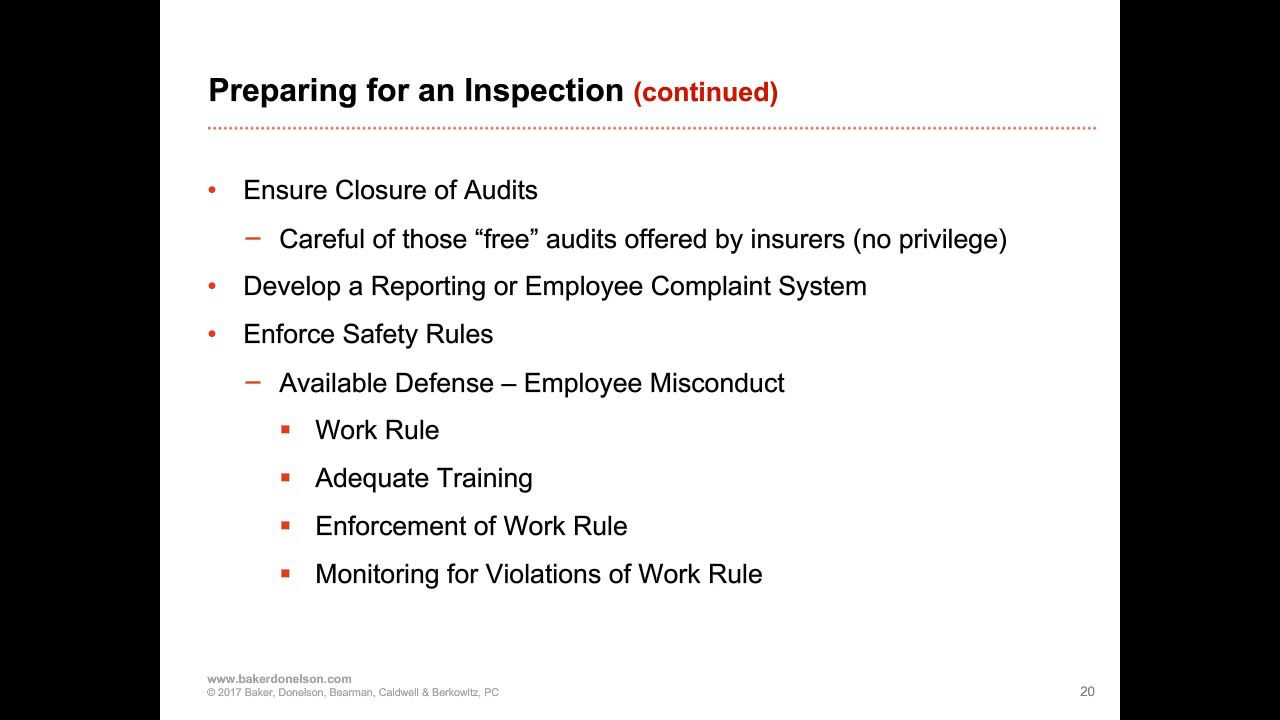 Preparing for an Inspection (continued)
• Ensure Closure of Audits
– Careful of those “free” audits offered by insurers (no privilege)
• Develop a Reporting or Employee Complaint System
• Enforce Safety Rules
– Available Defense – Employee Misconduct
▪ Work Rule
▪ Adequate Training
▪ Enforcement of Work Rule
▪ Monitoring for Violations of Work Rule
www.bakerdonelson.com
© 2017 Baker, Donelson, Bearman, Caldwell & Berkowitz, PC
20